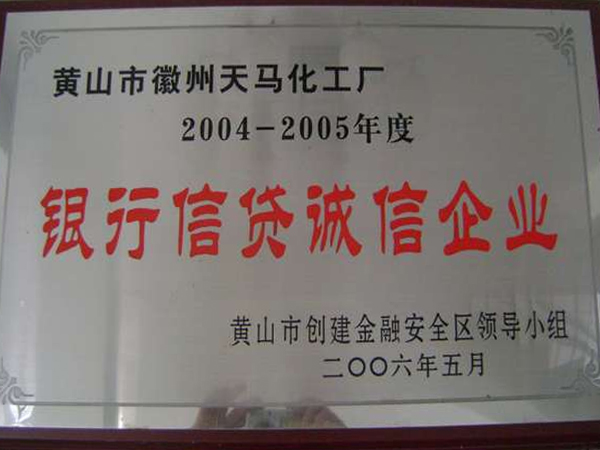 黄山市徽州天马化工厂
2004-2005年度
银行信贷诚信企业
黄山市创建金融安全区领导小组
二〇〇六年五月